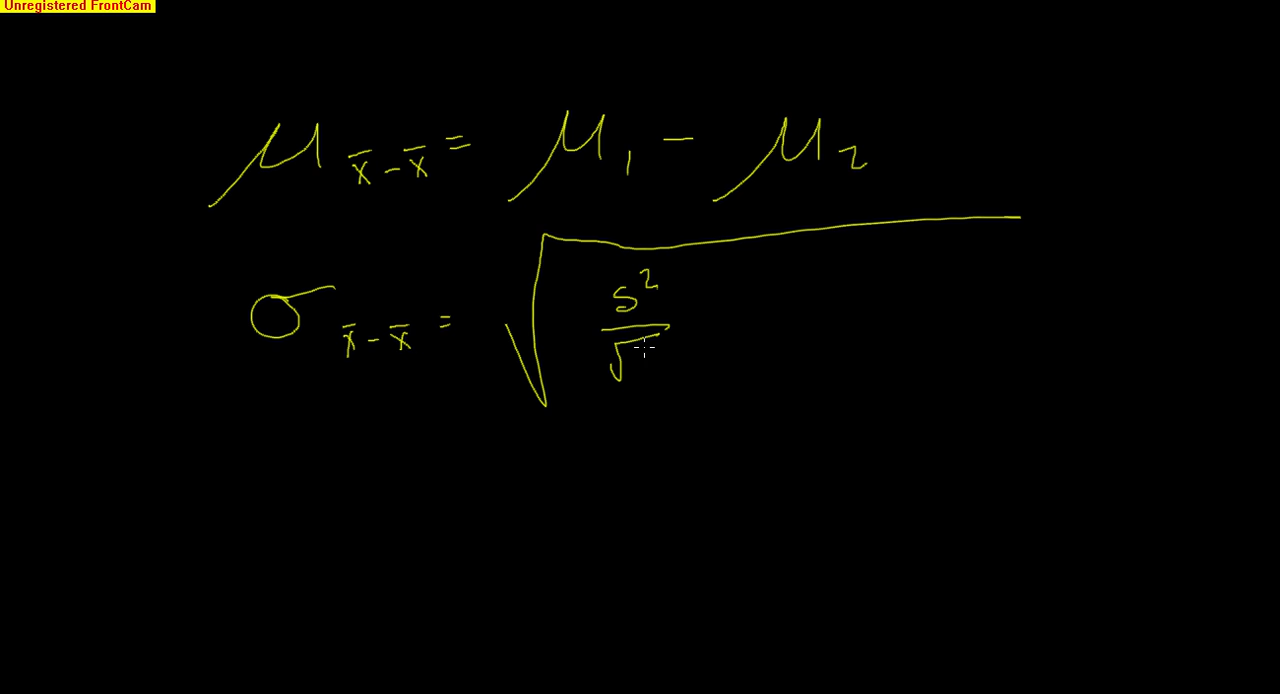 Unregistered FrontCam
μ x̄-x̄ = μ₁ - μ₂
σ x̄-x̄ = √ s²/√